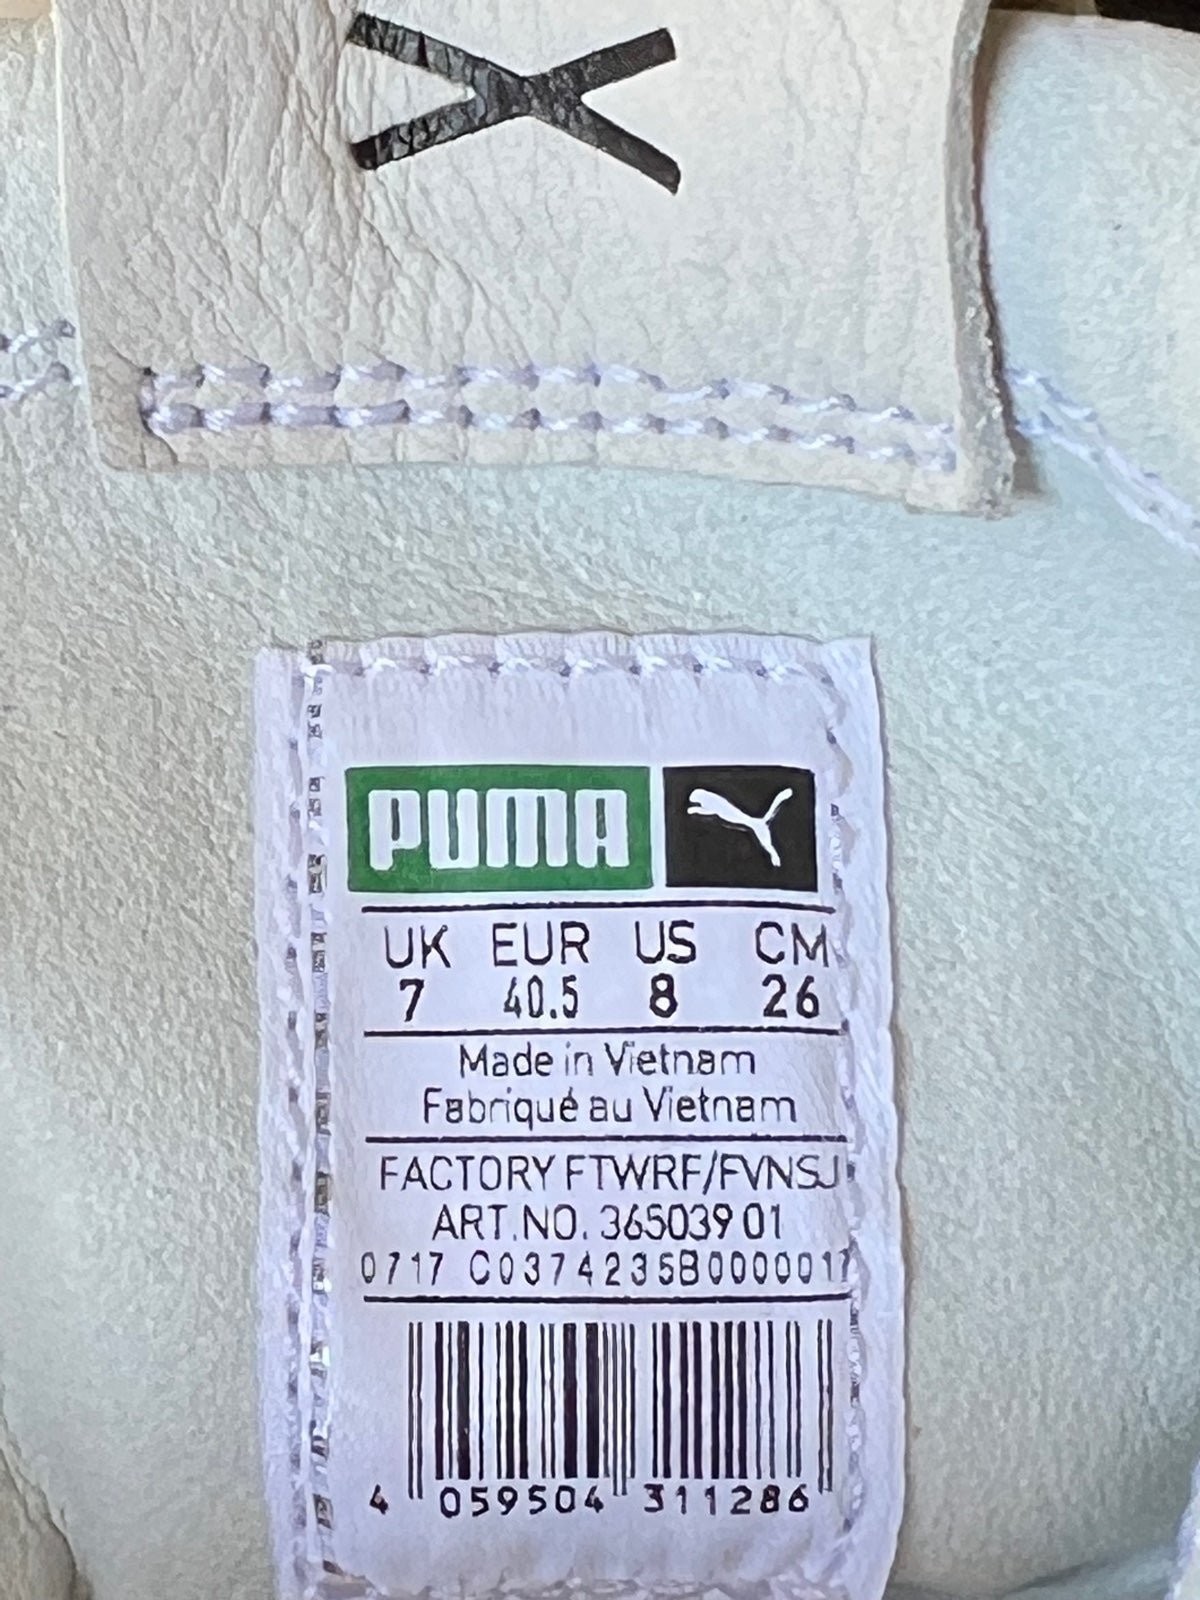 X
PUMA
UK EUR US CM
7 40.5 8 26
Made in Vietnam
Fabriqué au Vietnam
FACTORY FTWRF/FVNSJ
ART.NO. 365039 01
0717 C0374235B0000017
4 059504 311286